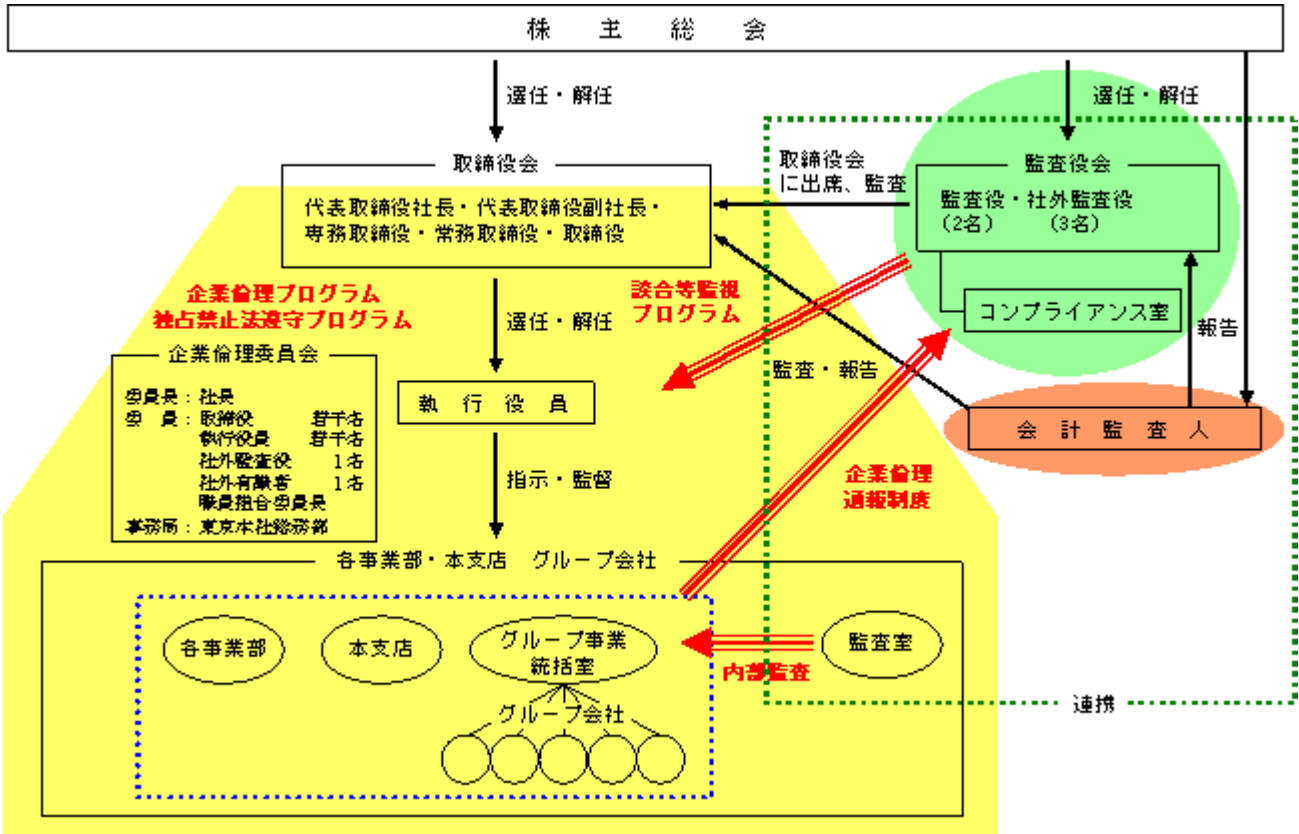 株主総会
選任・解任
選任・解任
取締役会
代表取締役社長・代表取締役副社長・
専務取締役・常務取締役・取締役
取締役会
に出席、監査
監査役会
監査役・社外監査役
(2名) (3名)
コンプライアンス室
報告
企業倫理プログラム
独占禁止法遵守プログラム
選任・解任
談合等監視
プログラム
監査・報告
企業倫理委員会
委員長：社長
委　員：取締役 若干名
執行役員 若干名
社外監査役 1名
社外有識者 1名
職員組合委員長
事務局：東京本社総務部
執行役員
会計監査人
指示・監督
企業倫理
通報制度
各事業部・本支店　グループ会社
各事業部
本支店
グループ事業
統括室
監査室
内部監査
グループ会社
連携